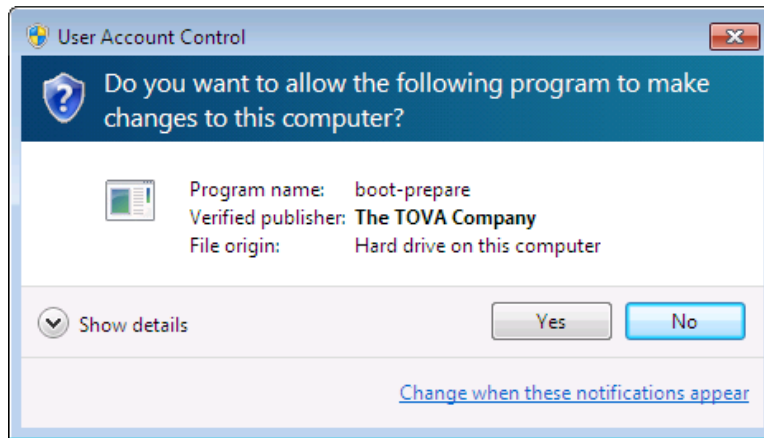 User Account Control
Do you want to allow the following program to make
changes to this computer?
Program name: boot-prepare
Verified publisher: The TOVA Company
File origin: Hard drive on this computer
Show details
Yes
No
Change when these notifications appear